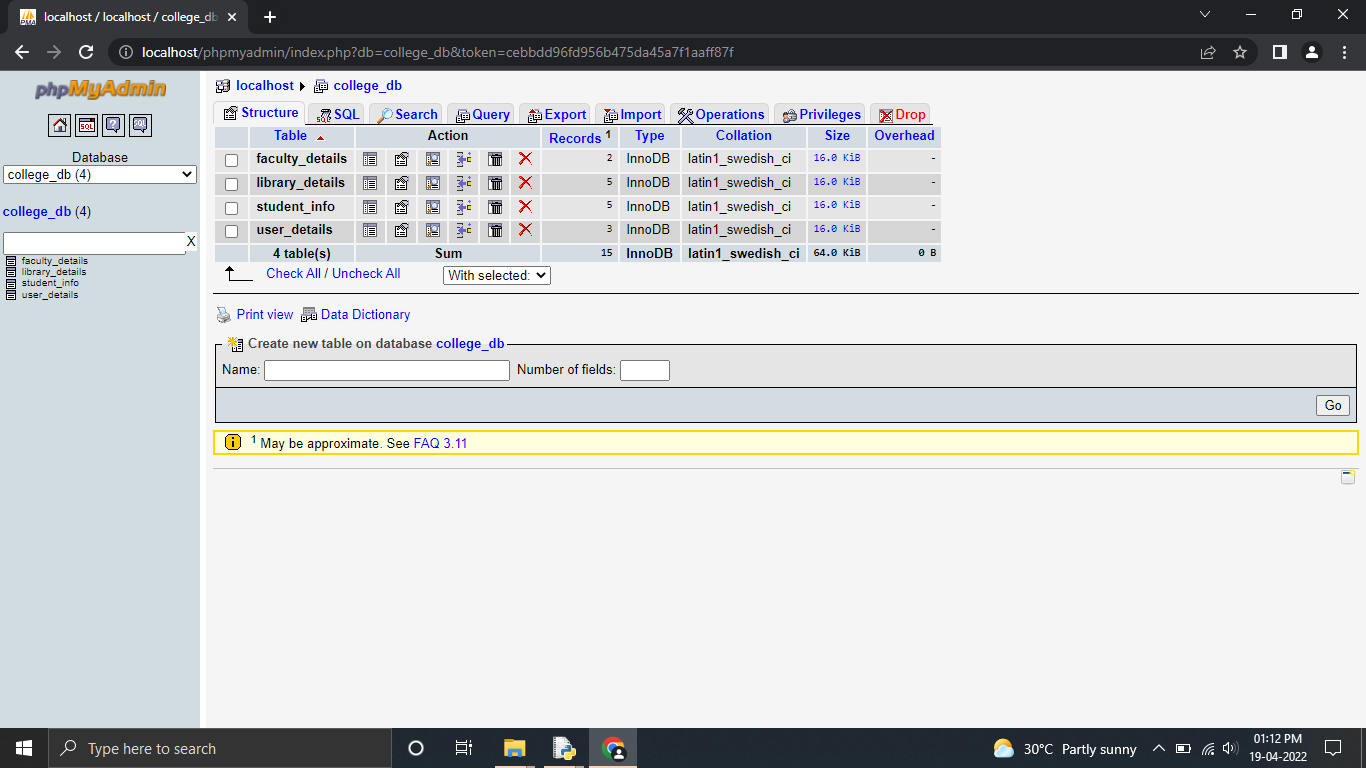 localhost / localhost / college_db
localhost/phpmyadmin/index.php?db=college_db&token=cebbdd96fd956b475da45a7f1aaff87f
phpMyAdmin
SQL
SQL
Database
college_db (4)
college_db (4)
X
faculty_details
library_details
student_info
user_details
localhost college_db
Structure SQL Search Query Export Import Operations Privileges Drop
Table Action Records 1 Type Collation Size Overhead
faculty_details 2 InnoDB latin1_swedish_ci 16.0 KiB -
library_details 5 InnoDB latin1_swedish_ci 16.0 KiB -
student_info 5 InnoDB latin1_swedish_ci 16.0 KiB -
user_details 3 InnoDB latin1_swedish_ci 16.0 KiB -
4 table(s) Sum 15 InnoDB latin1_swedish_ci 64.0 KiB 0 B
Check All / Uncheck All With selected:
Print view Data Dictionary
Create new table on database college_db
Name: Number of fields:
Go
1 May be approximate. See FAQ 3.11
Type here to search
30°C Partly sunny
01:12 PM
19-04-2022